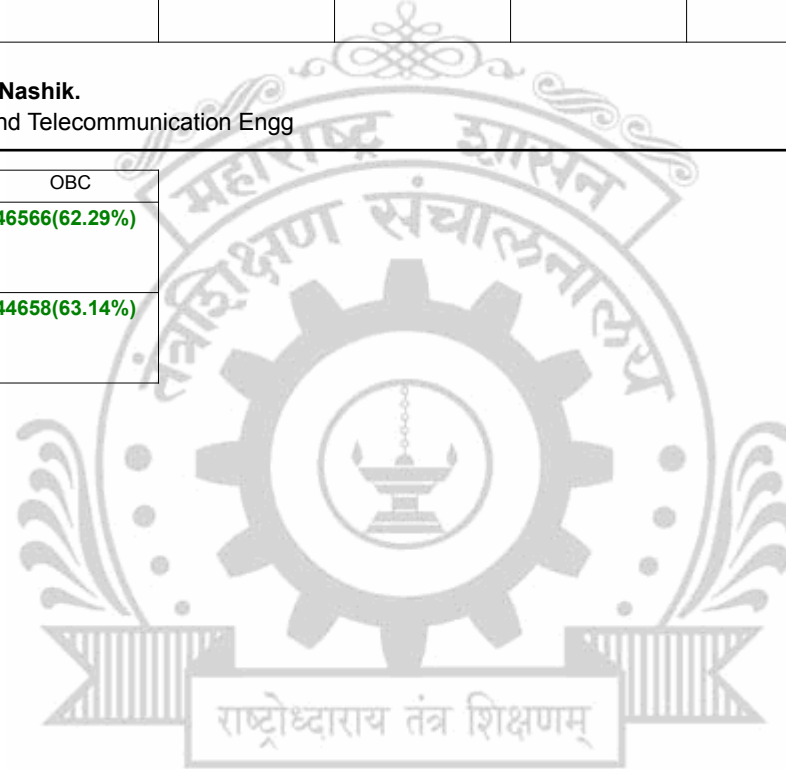 Nashik.
nd Telecommunication Engg
OBC
46566(62.29%)
44658(63.14%)
महाराष्ट्र शासन
तंत्रशिक्षण संचालनालय
राष्ट्रोध्दाराय तंत्र शिक्षणम्